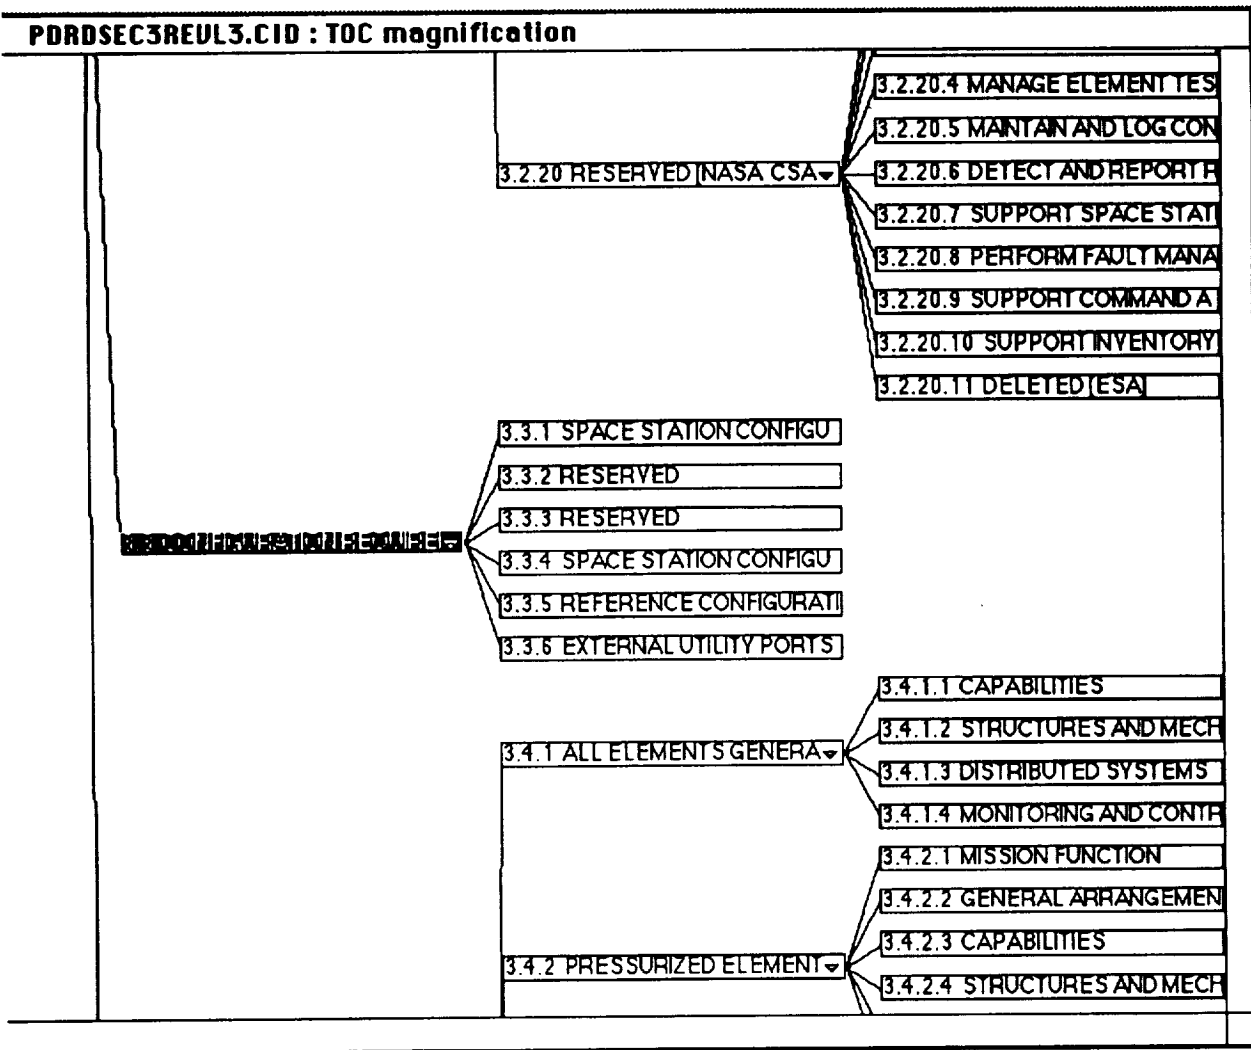 PDRDSEC3REVL3.CID : TOC magnification
3.2.20.4 MANAGE ELEMENT TES
3.2.20.5 MAINTAIN AND LOG CON
3.2.20 RESERVED [NASA CSA
3.2.20.6 DETECT AND REPORT H
3.2.20.7 SUPPORT SPACE STATI
3.2.20.8 PERFORM FAULT MANA
3.2.20.9 SUPPORT COMMAND A
3.2.20.10 SUPPORT INVENTORY
3.2.20.11 DELETED [ESA]
3.3.1 SPACE STATION CONFIGU
3.3.2 RESERVED
3.3.3 RESERVED
3.3.4 SPACE STATION CONFIGU
3.3.5 REFERENCE CONFIGURATI
3.3.6 EXTERNAL UTILITY PORTS
3.4.1 ALL ELEMENTS GENERA
3.4.1.1 CAPABILITIES
3.4.1.2 STRUCTURES AND MECH
3.4.1.3 DISTRIBUTED SYSTEMS
3.4.1.4 MONITORING AND CONTR
3.4.2.1 MISSION FUNCTION
3.4.2.2 GENERAL ARRANGEMEN
3.4.2.3 CAPABILITIES
3.4.2 PRESSURIZED ELEMENT
3.4.2.4 STRUCTURES AND MECH